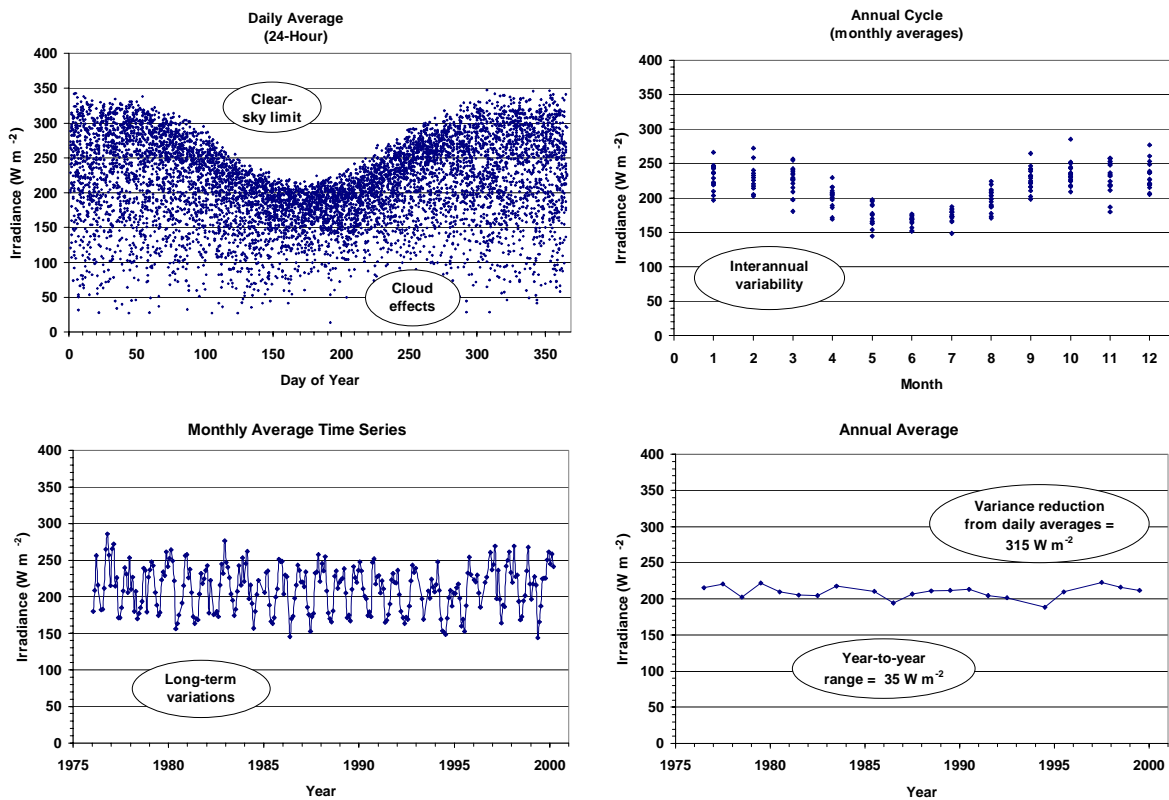 Daily Average
(24-Hour)
400
350
300
250
200
150
100
50
0
Irradiance (W m -2)
Clear-
sky limit
Cloud
effects
0 50 100 150 200 250 300 350
Day of Year
Annual Cycle
(monthly averages)
400
350
300
250
200
150
100
50
0
Irradiance (W m -2)
Interannual
variability
0 1 2 3 4 5 6 7 8 9 10 11 12
Month
Monthly Average Time Series
400
350
300
250
200
150
100
50
0
Irradiance (W m -2)
Long-term
variations
1975 1980 1985 1990 1995 2000
Year
Annual Average
400
350
300
250
200
150
100
50
0
Irradiance (W m -2)
Variance reduction
from daily averages =
315 W m-2
Year-to-year
range = 35 W m-2
1975 1980 1985 1990 1995 2000
Year